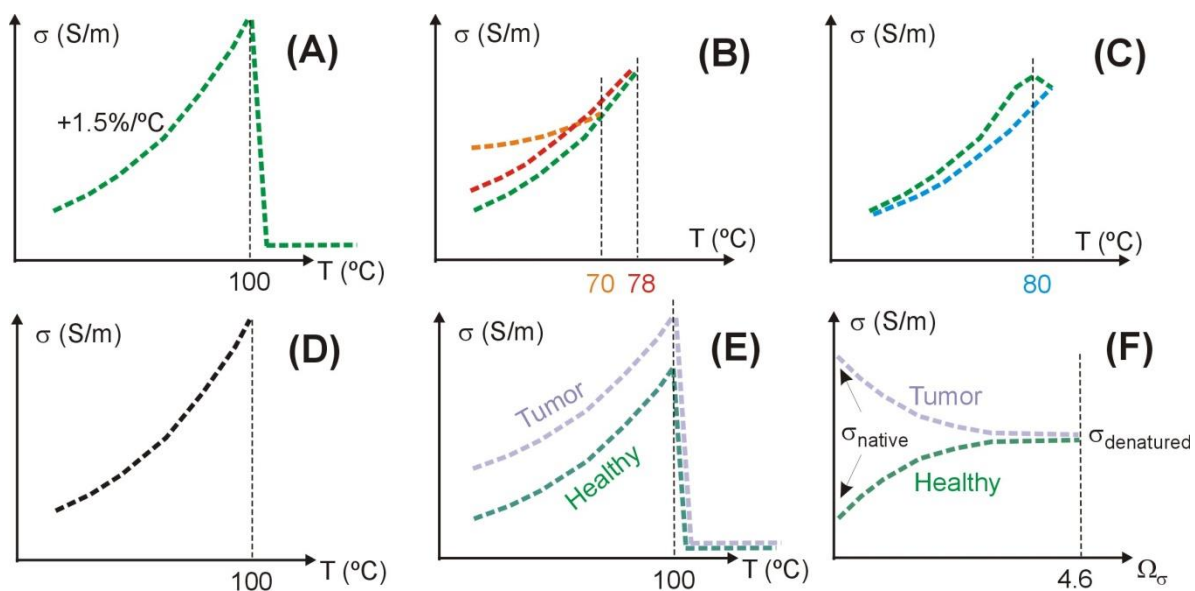 σ (S/m)
(A)
+1.5%/ºC
100
T (ºC)
σ (S/m)
(B)
T (ºC)
70
78
σ (S/m)
(C)
T (ºC)
80
σ (S/m)
(D)
100
T (ºC)
σ (S/m)
(E)
Tumor
Healthy
100
T (ºC)
σ (S/m)
(F)
Tumor
σnative
σdenatured
Healthy
4.6
Ωσ